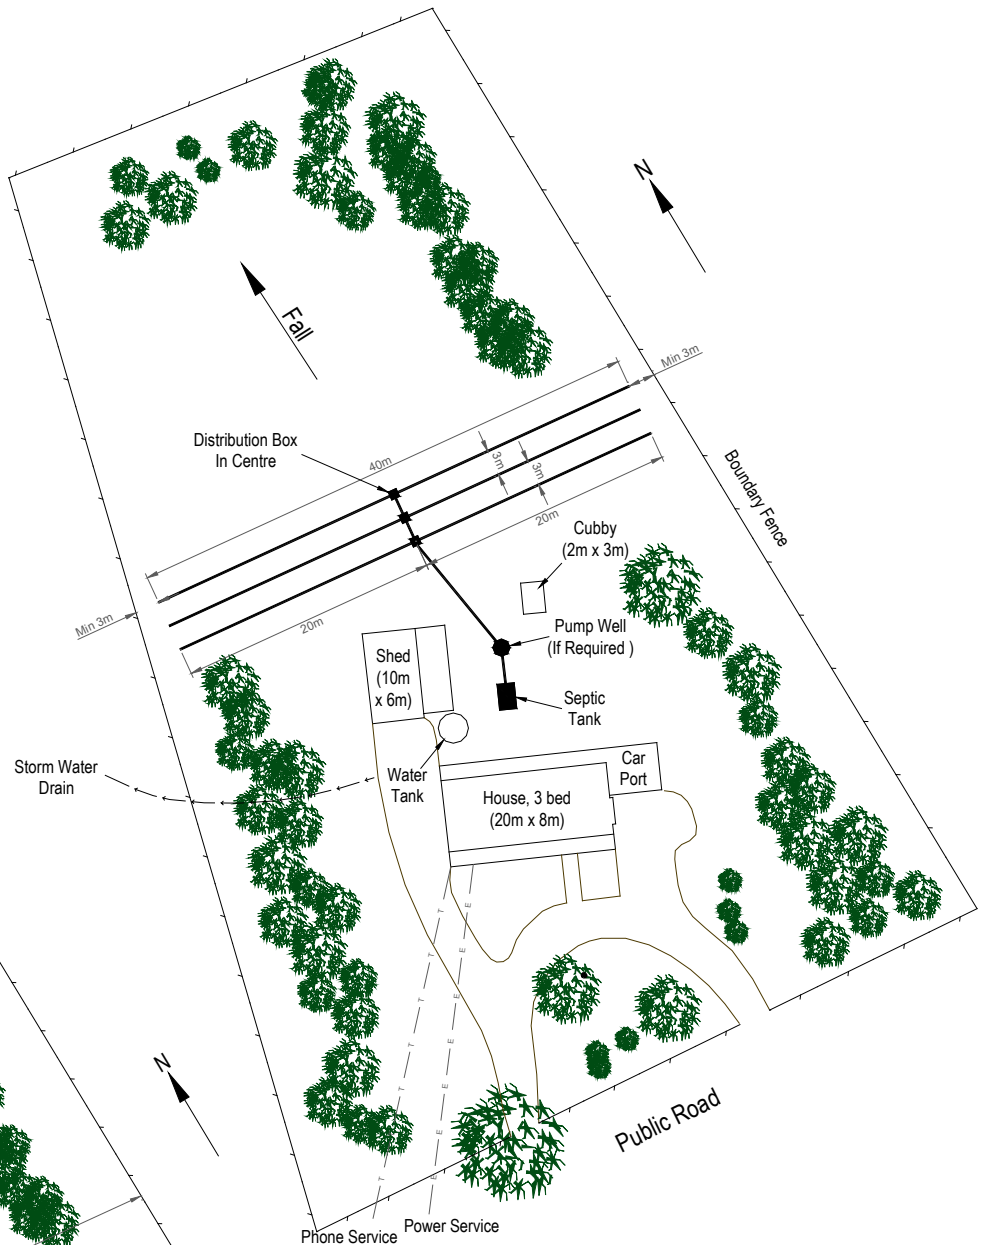 N
Fall
Min 3m
Distribution Box
In Centre
40m
3m
3m
Boundary Fence
20m
Cubby
(2m x 3m)
Min 3m
20m
Pump Well
(If Required )
Shed
(10m
x 6m)
Septic
Tank
Storm Water
Drain
Water
Tank
Car
Port
House, 3 bed
(20m x 8m)
T
E
T
E
T
E
T
E
T
E
T
E
T
E
T
E
N
Public Road
Power Service
Phone Service